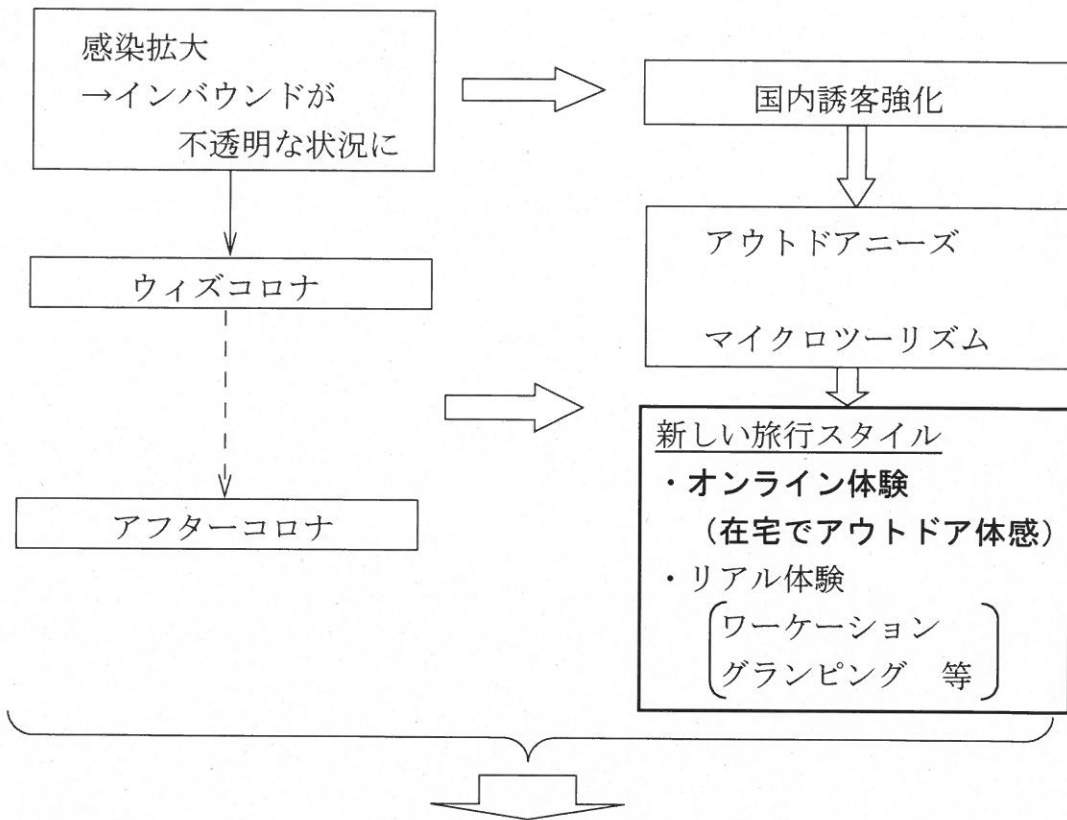 感染拡大
→インバウンドが
不透明な状況に
国内誘客強化
アウトドアニーズ
ウィズコロナ
マイクロツーリズム
新しい旅行スタイル
・オンライン体験
（在宅でアウトドア体感）
アフターコロナ
・リアル体験
ワーケーション
グランピング　等